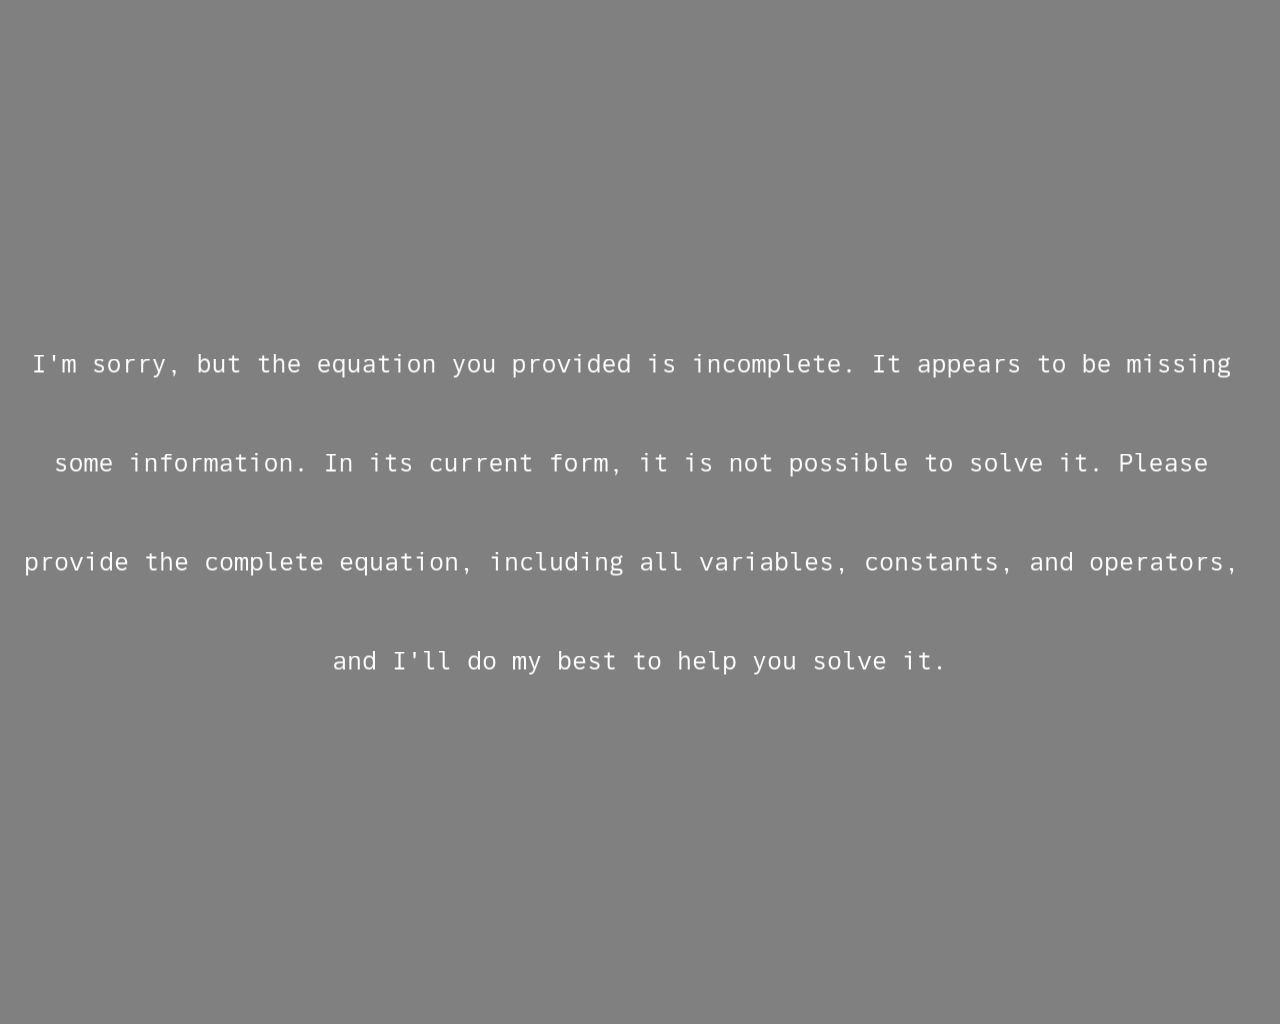 I'm sorry, but the equation you provided is incomplete. It appears to be missing
some information. In its current form, it is not possible to solve it. Please
provide the complete equation, including all variables, constants, and operators,
and I'll do my best to help you solve it.